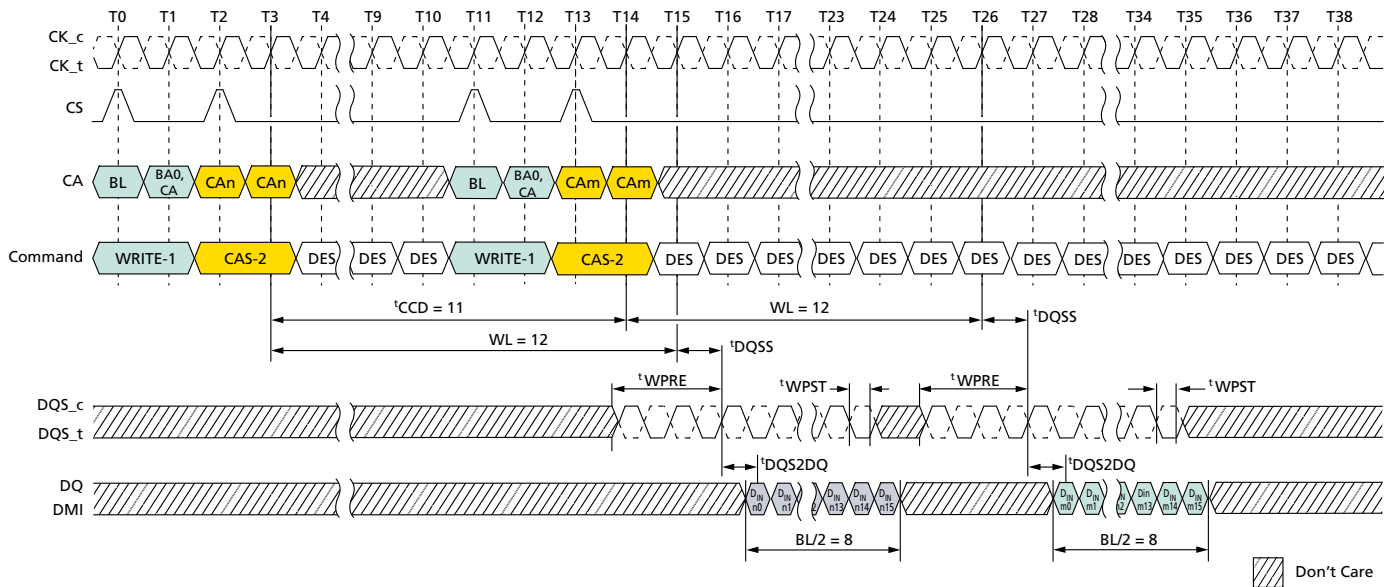 T0 T1 T2 T3 T4 T9 T10 T11 T12 T13 T14 T15 T16 T17 T23 T24 T25 T26 T27 T28 T34 T35 T36 T37 T38
CK_c
CK_t
CS
CA BL BA0, CA CAn CAn BL BA0, CA CAm CAm
Command WRITE-1 CAS-2 DES DES DES WRITE-1 CAS-2 DES DES DES DES DES DES DES DES DES DES DES DES DES DES
tCCD = 11 WL = 12 tDQSS
WL = 12 tDQSS
tWPRE tWPST tWPRE tWPST
DQS_c
DQS_t
tDQS2DQ tDQS2DQ
DQ DIN DIN DIN DIN DIN DIN DIN Din DIN DIN
DMI n0 n1 n13 n14 n15 m0 m1 m13 m14 m15
BL/2 = 8 BL/2 = 8
Don't Care